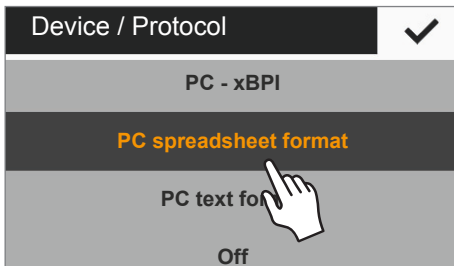 Device / Protocol
PC - xBPI
PC spreadsheet format
PC text
Off